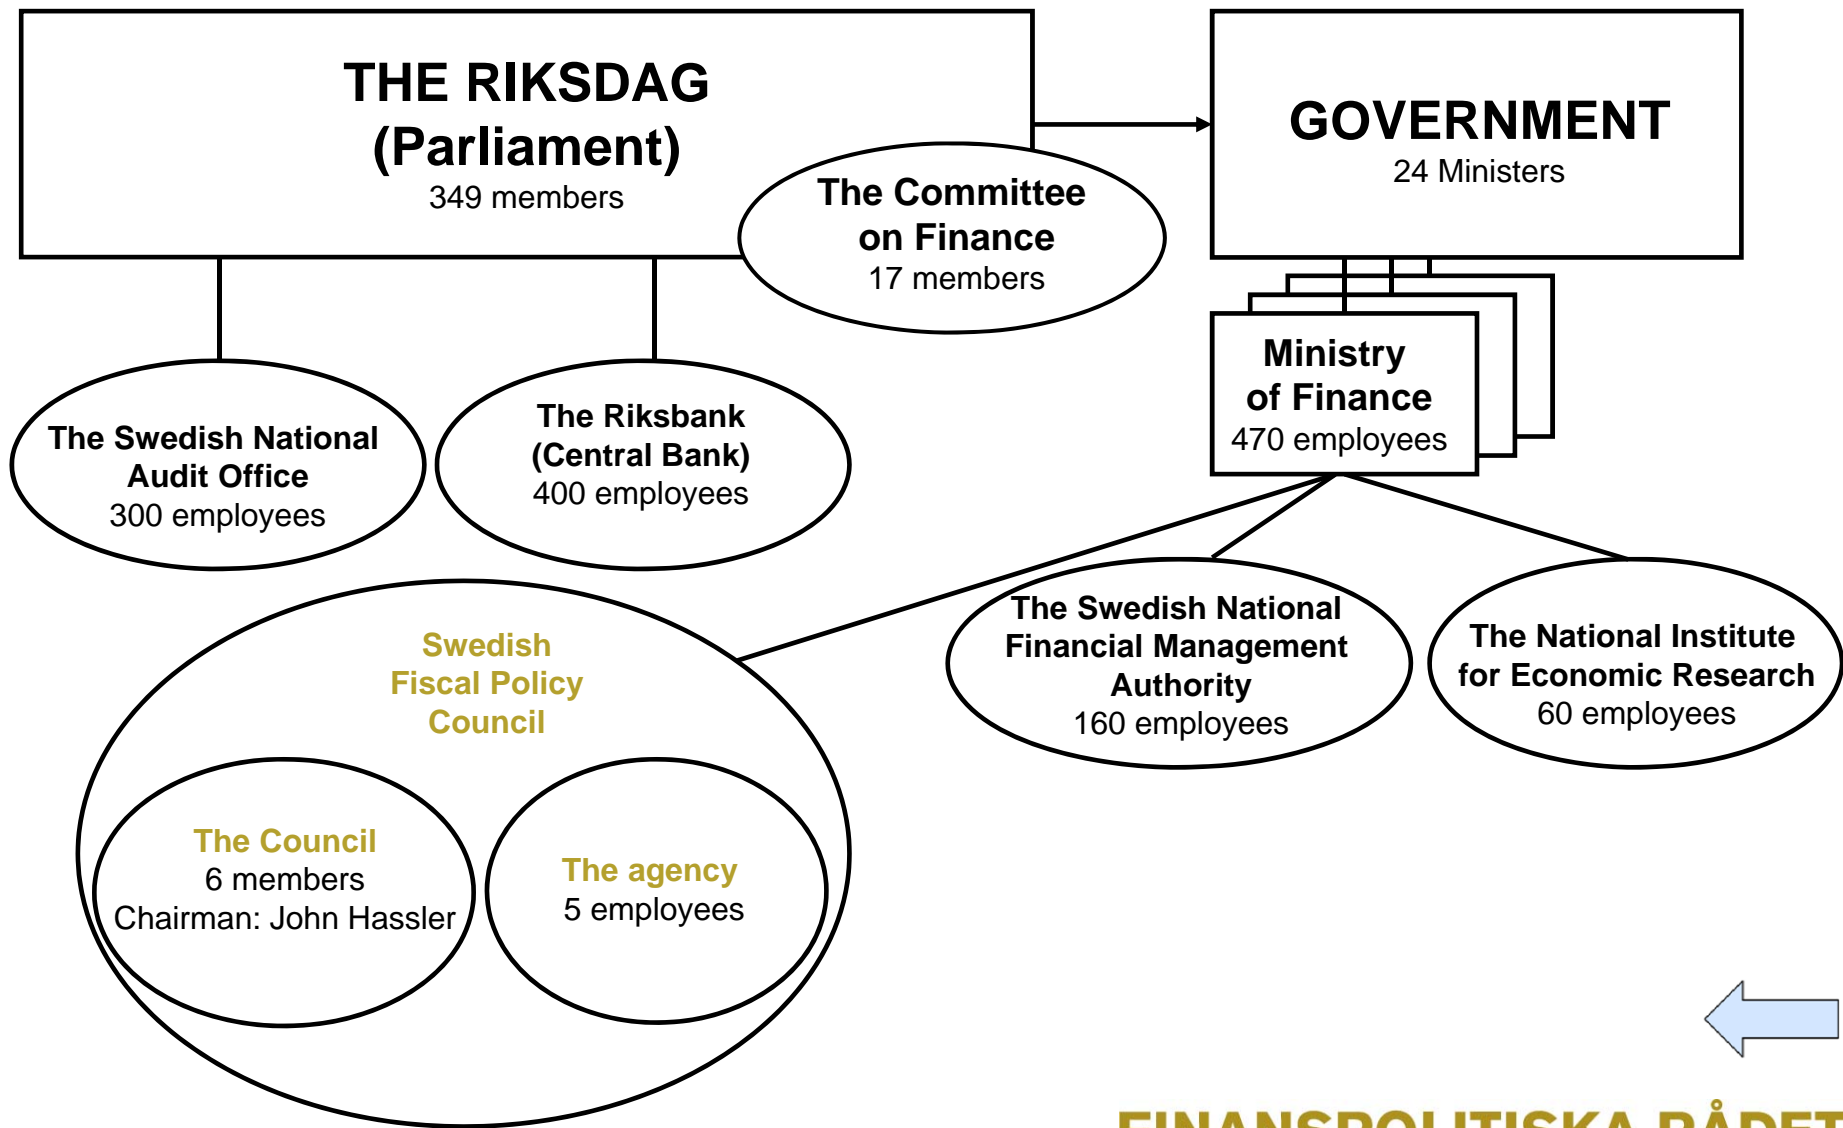 THE RIKSDAG
(Parliament)
349 members
GOVERNMENT
24 Ministers
The Committee
on Finance
17 members
Ministry
of Finance
470 employees
The Swedish National
Audit Office
300 employees
The Riksbank
(Central Bank)
400 employees
The Swedish National
Financial Management
Authority
160 employees
The National Institute
for Economic Research
60 employees
Swedish
Fiscal Policy
Council
The Council
6 members
Chairman: John Hassler
The agency
5 employees
FINANSPOLITISKA RÅDET